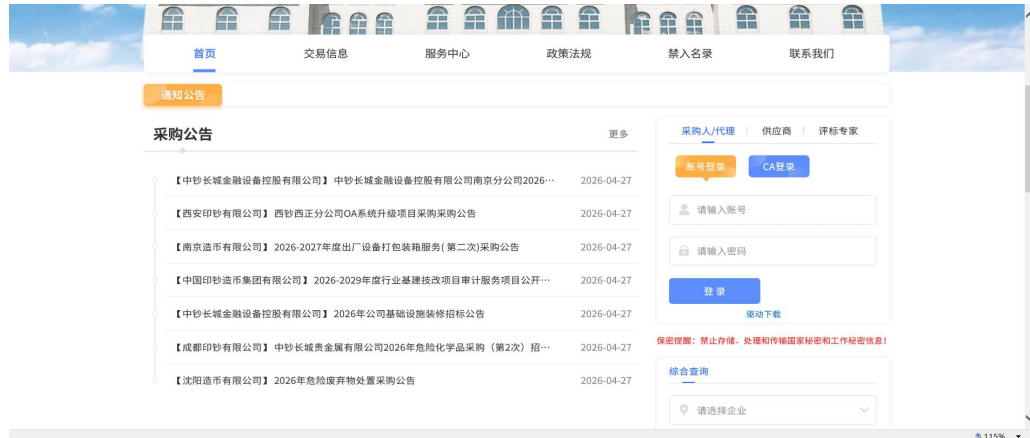 首页 交易信息 服务中心 政策法规 禁入名录 联系我们
通知公告
采购公告 更多
【中钞长城金融设备控股有限公司】中钞长城金融设备控股有限公司南京分公司2026… 2026-04-27
【西安印钞有限公司】西钞西正分公司OA系统升级项目采购采购公告 2026-04-27
【南京造币有限公司】2026-2027年度出厂设备打包装箱服务(第二次)采购公告 2026-04-27
【中国印钞造币集团有限公司】2026-2029年度行业基建技改项目审计服务项目公开… 2026-04-27
【中钞长城金融设备控股有限公司】2026年公司基础设施装修招标公告 2026-04-27
【成都印钞有限公司】中钞长城贵金属有限公司2026年危险化学品采购（第2次）招… 2026-04-27
【沈阳造币有限公司】2026年危险废弃物处置采购公告 2026-04-27
采购人/代理 供应商 评标专家
账号登录 CA登录
请输入账号
请输入密码
登录
驱动下载
保密提醒：禁止存储、处理和传输国家秘密和工作秘密信息！
综合查询
请选择企业
115%